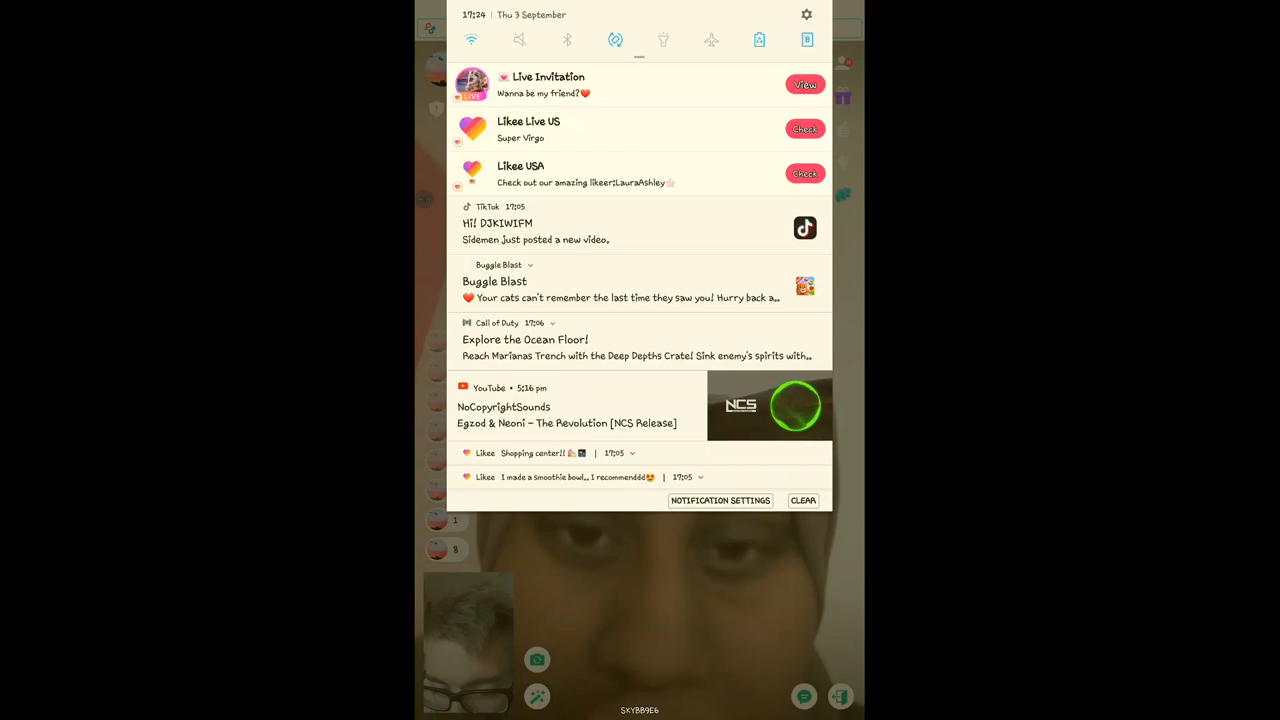 17:24 | Thu 3 September
💌 Live Invitation
Wanna be my friend?❤️
View
LIVE
Likee Live US
Super Virgo
Check
Likee USA
Check out our amazing likeer:LauraAshley🌸
Check
TikTok 17:05
Hi! DJKIWIFM
Sidemen just posted a new video.
Buggle Blast
Buggle Blast
❤️ Your cats can't remember the last time they saw you! Hurry back a..
Call of Duty 17:06
Explore the Ocean Floor!
Reach Marianas Trench with the Deep Depths Crate! Sink enemy's spirits with..
YouTube • 5:16 pm
NoCopyrightSounds
Egzod & Neoni – The Revolution [NCS Release]
NCS
Likee Shopping center!! | 17:05
Likee I made a smoothie bowl.. I recommenddd😍 | 17:05
NOTIFICATION SETTINGS CLEAR
1
8
SKYBB9E6